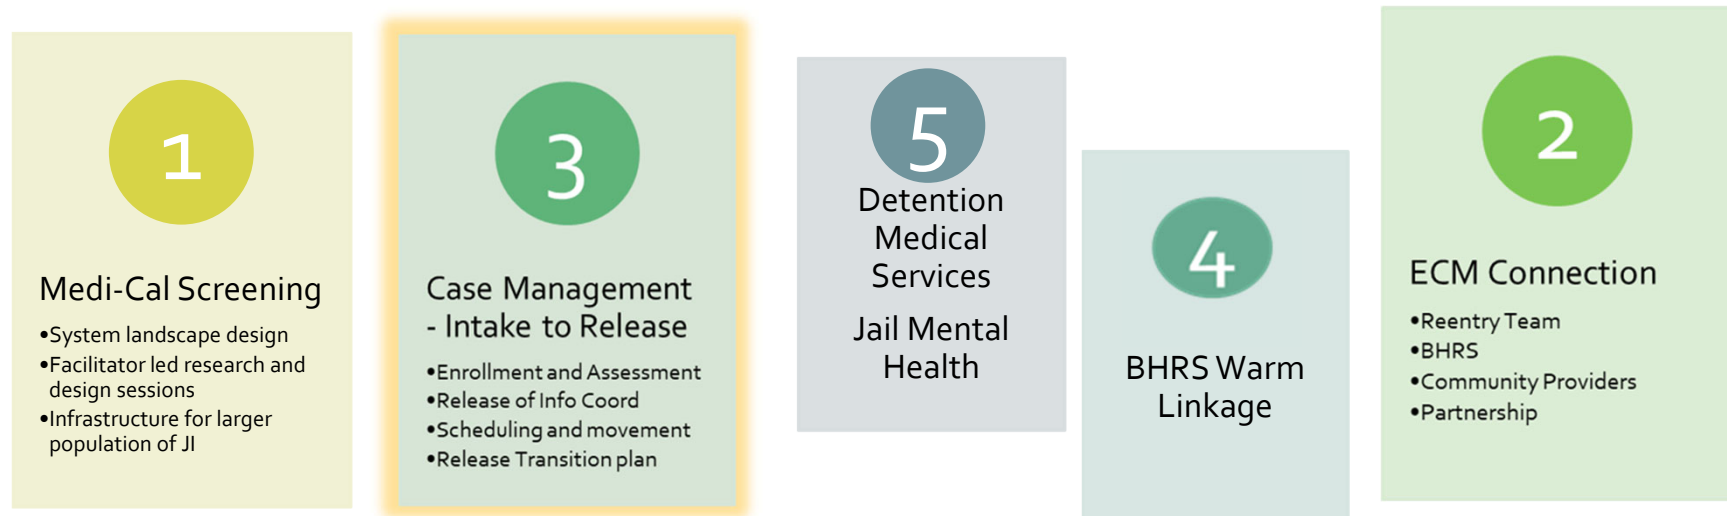 1
Medi-Cal Screening
•System landscape design
•Facilitator led research and
design sessions
•Infrastructure for larger
population of JI
3
Case Management
- Intake to Release
•Enrollment and Assessment
•Release of Info Coord
•Scheduling and movement
•Release Transition plan
5
Detention
Medical
Services
Jail Mental
Health
4
BHRS Warm
Linkage
2
ECM Connection
•Reentry Team
•BHRS
•Community Providers
•Partnership